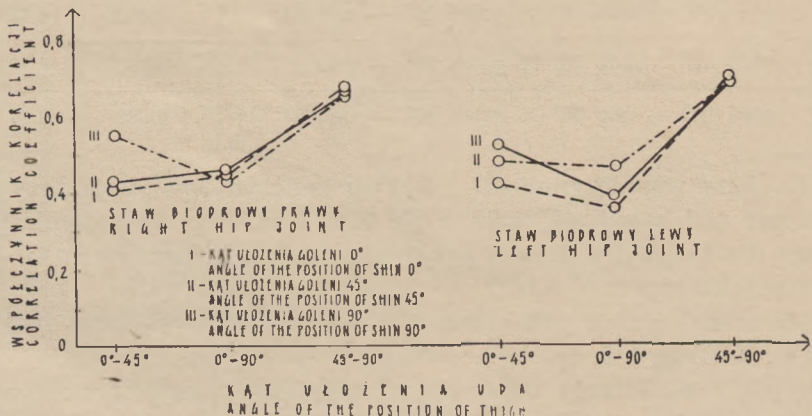 WSPÓŁCZYNNIK KORELACJI
CORRELATION COEFFICIENT
0,8
0,6
0,4
0,2
0
III
II
I
STAW BIODROWY PRAWY
RIGHT HIP JOINT
I - KĄT UŁOŻENIA GOLENI 0°
ANGLE OF THE POSITION OF SHIN 0°
II - KĄT UŁOŻENIA GOLENI 45°
ANGLE OF THE POSITION OF SHIN 45°
III - KĄT UŁOŻENIA GOLENI 90°
ANGLE OF THE POSITION OF SHIN 90°
III
II
I
STAW BIODROWY LEWY
LEFT HIP JOINT
0°-45° 0°-90° 45°-90° 0°-45° 0°-90° 45°-90°
KĄT UŁOŻENIA UDA
ANGLE OF THE POSITION OF THIGH